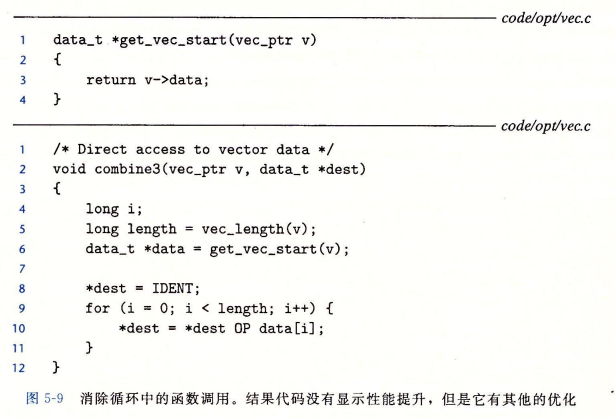 code/opt/vec.c
1 data_t *get_vec_start(vec_ptr v)
2 {
3 return v->data;
4 }
code/opt/vec.c
1 /* Direct access to vector data */
2 void combine3(vec_ptr v, data_t *dest)
3 {
4 long i;
5 long length = vec_length(v);
6 data_t *data = get_vec_start(v);
7
8 *dest = IDENT;
9 for (i = 0; i < length; i++) {
10 *dest = *dest OP data[i];
11 }
12 }
图 5-9 消除循环中的函数调用。结果代码没有显示性能提升，但是它有其他的优化